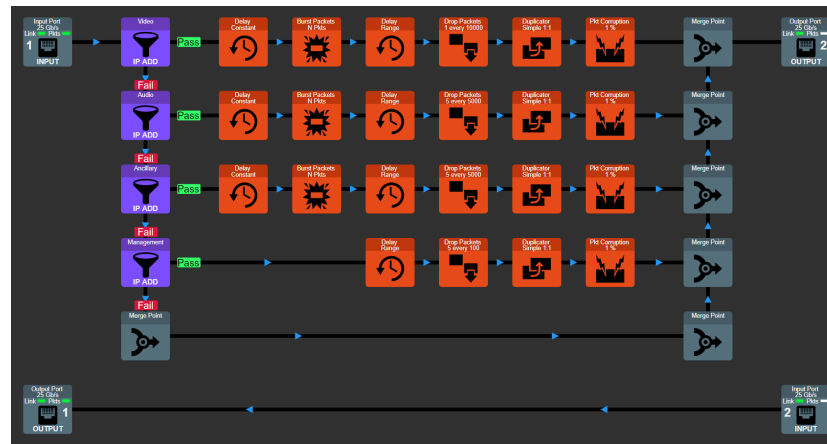 Input Port
25 Gb/s
Link Pkts
1
INPUT
Video
IP ADD
Pass
Delay
Constant
Burst Packets
N Pkts
Delay
Range
Drop Packets
1 every 10000
Duplicator
Simple 1:1
Pkt Corruption
1 %
Merge Point
Output Port
25 Gb/s
Link Pkts
2
OUTPUT
Fail
Audio
IP ADD
Pass
Delay
Constant
Burst Packets
N Pkts
Delay
Range
Drop Packets
5 every 5000
Duplicator
Simple 1:1
Pkt Corruption
1 %
Merge Point
Fail
Ancillary
IP ADD
Pass
Delay
Constant
Burst Packets
N Pkts
Delay
Range
Drop Packets
5 every 5000
Duplicator
Simple 1:1
Pkt Corruption
1 %
Merge Point
Fail
Management
IP ADD
Pass
Delay
Range
Drop Packets
5 every 100
Duplicator
Simple 1:1
Pkt Corruption
1 %
Merge Point
Fail
Merge Point
Merge Point
Output Port
25 Gb/s
Link Pkts
1
OUTPUT
Input Port
25 Gb/s
Link Pkts
2
INPUT